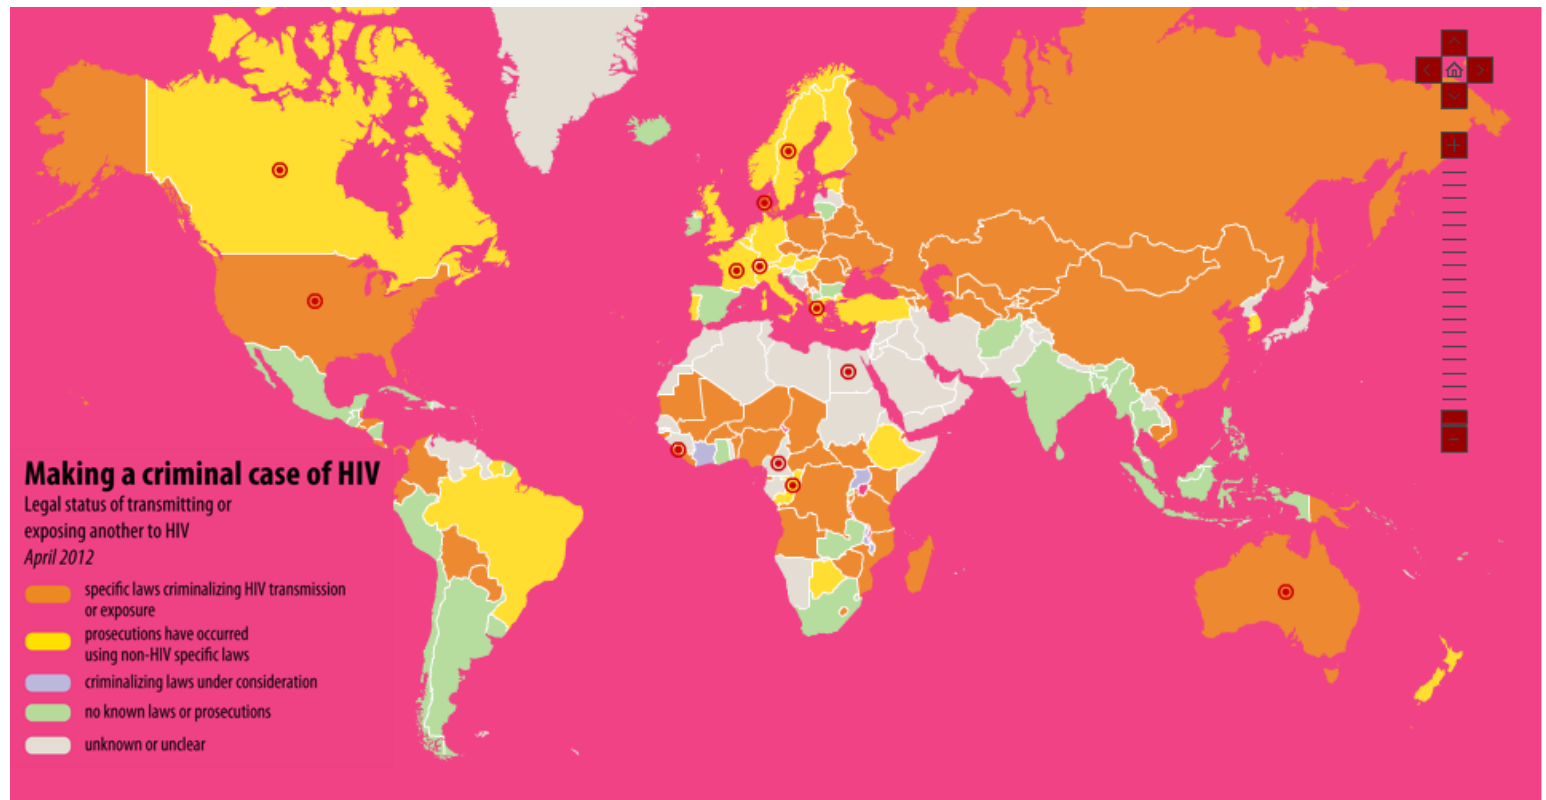 Making a criminal case of HIV
Legal status of transmitting or
exposing another to HIV
April 2012
specific laws criminalizing HIV transmission
or exposure
prosecutions have occurred
using non-HIV specific laws
criminalizing laws under consideration
no known laws or prosecutions
unknown or unclear